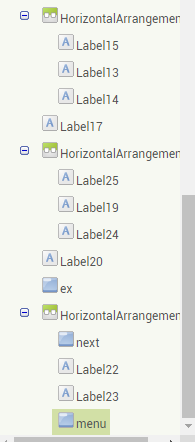 HorizontalArrangemen
Label15
Label13
Label14
Label17
HorizontalArrangemen
Label25
Label19
Label24
Label20
ex
HorizontalArrangemen
next
Label22
Label23
menu